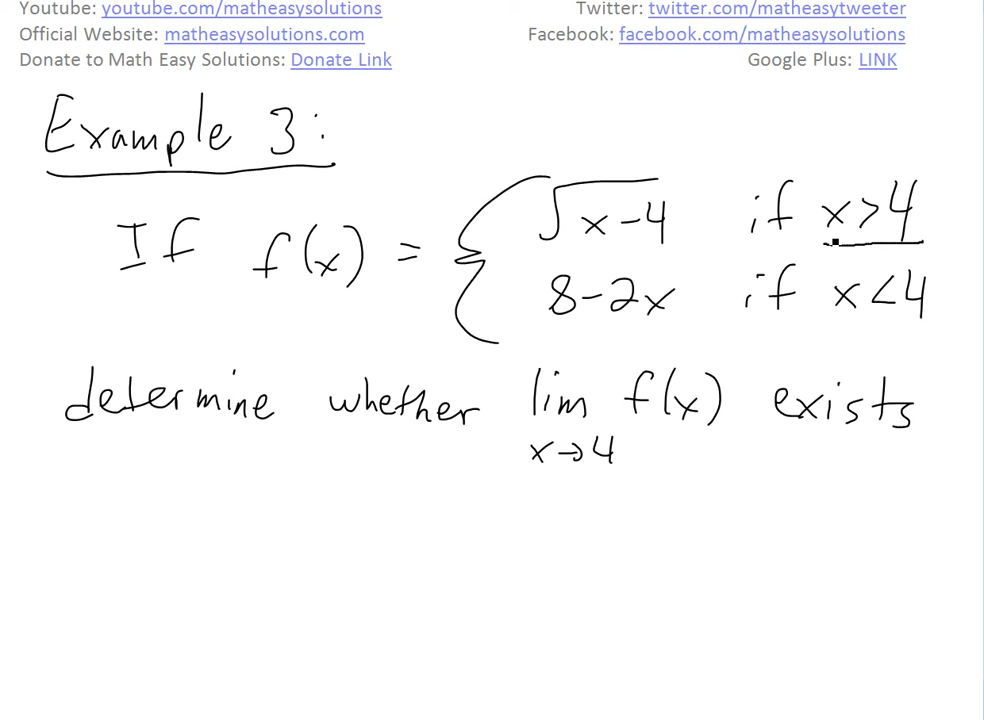 Youtube: youtube.com/matheasysolutions Twitter: twitter.com/matheasytweeter
Official Website: matheasysolutions.com Facebook: facebook.com/matheasysolutions
Donate to Math Easy Solutions: Donate Link Google Plus: LINK
Example 3:
If f(x) = { √x-4 if x>4
8-2x if x<4
determine whether lim f(x) exists
x→4